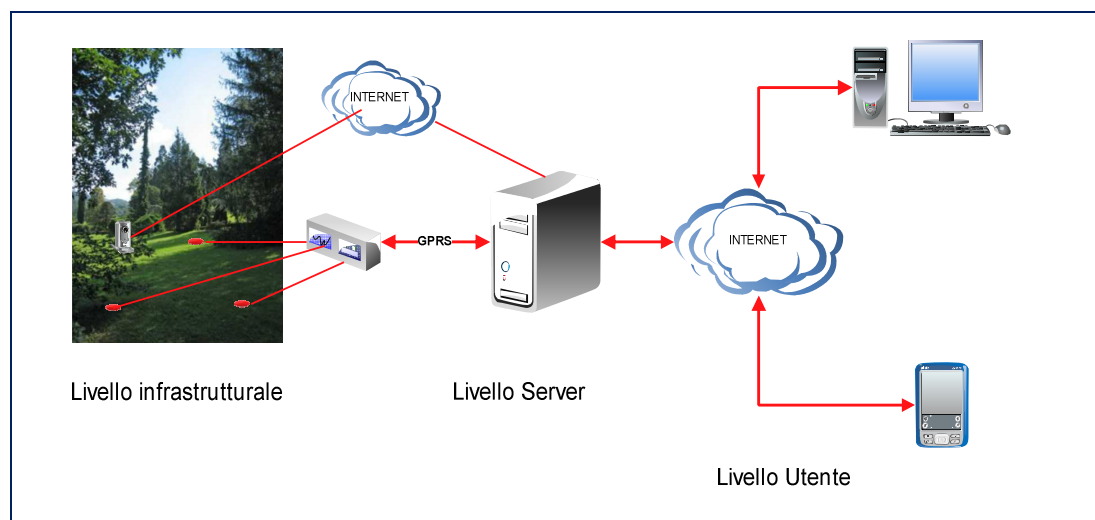 INTERNET
GPRS
INTERNET
Livello infrastrutturale
Livello Server
Livello Utente